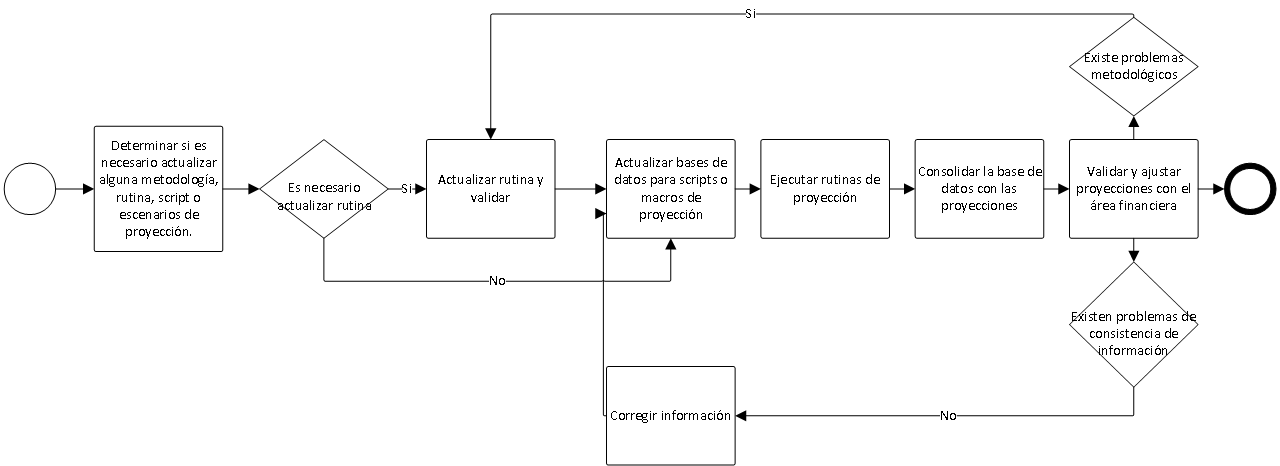 Si
Existe problemas
metodológicos
Determinar si es
necesario actualizar
alguna metodología,
rutina, script o
escenarios de
proyección.
Es necesario
actualizar rutina
Si
Actualizar rutina y
validar
Actualizar bases de
datos para scripts o
macros de
proyección
Ejecutar rutinas de
proyección
Consolidar la base de
datos con las
proyecciones
Validar y ajustar
proyecciones con el
área financiera
No
Existen problemas de
consistencia de
información
Corregir información
No